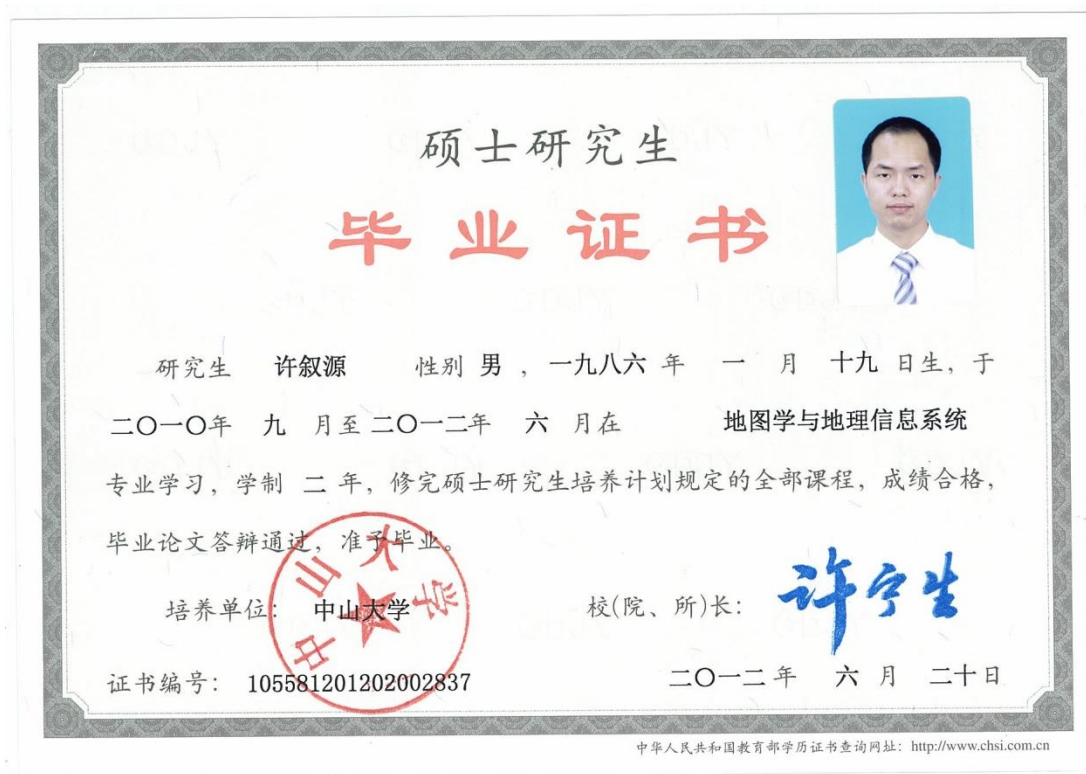 硕士研究生
毕业证书
研究生 许叙源 性别 男 ，一九八六 年 一 月 十九 日生，于
二〇一〇年 九 月至 二〇一二年 六 月在 地图学与地理信息系统
专业学习，学制 二 年，修完硕士研究生培养计划规定的全部课程，成绩合格，
毕业论文答辩通过，准予毕业。
中山大学
培养单位： 中山大学
校(院、所)长： 许宁生
证书编号： 105581201202002837
二〇一二年 六 月 二十日
中华人民共和国教育部学历证书查询网址：http://www.chsi.com.cn